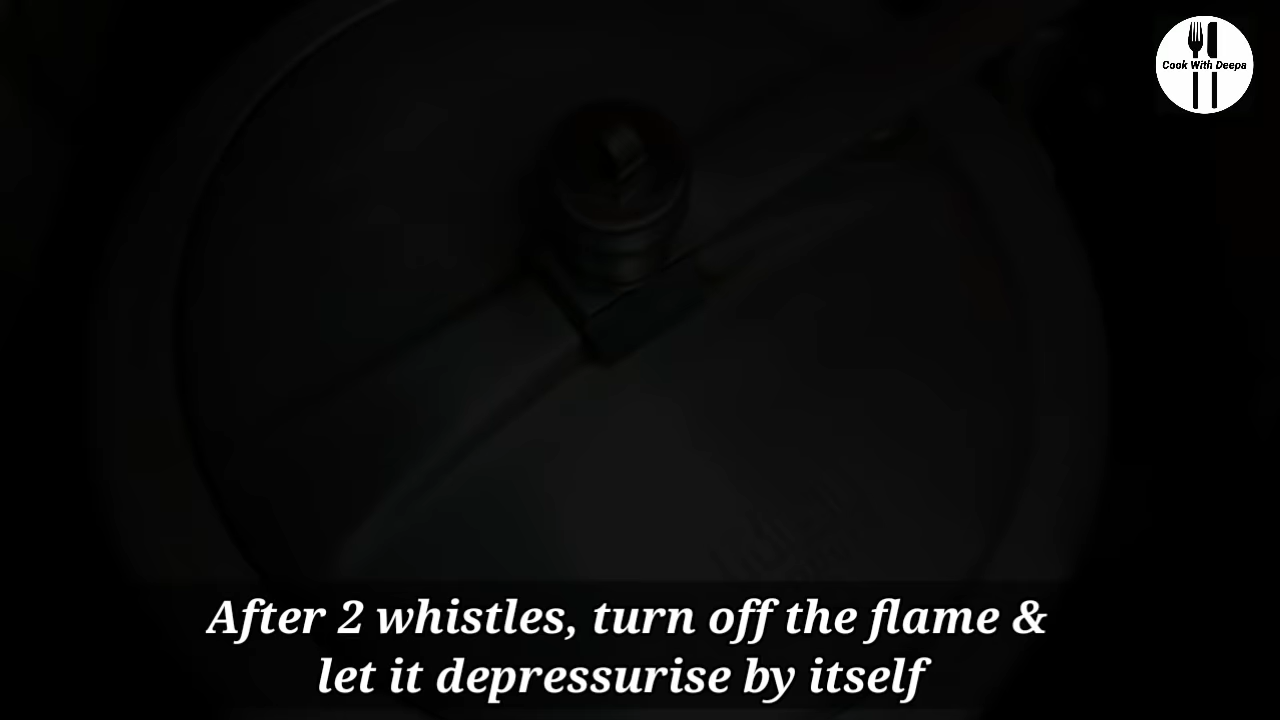 Cook With Deepa
After 2 whistles, turn off the flame &
let it depressurise by itself